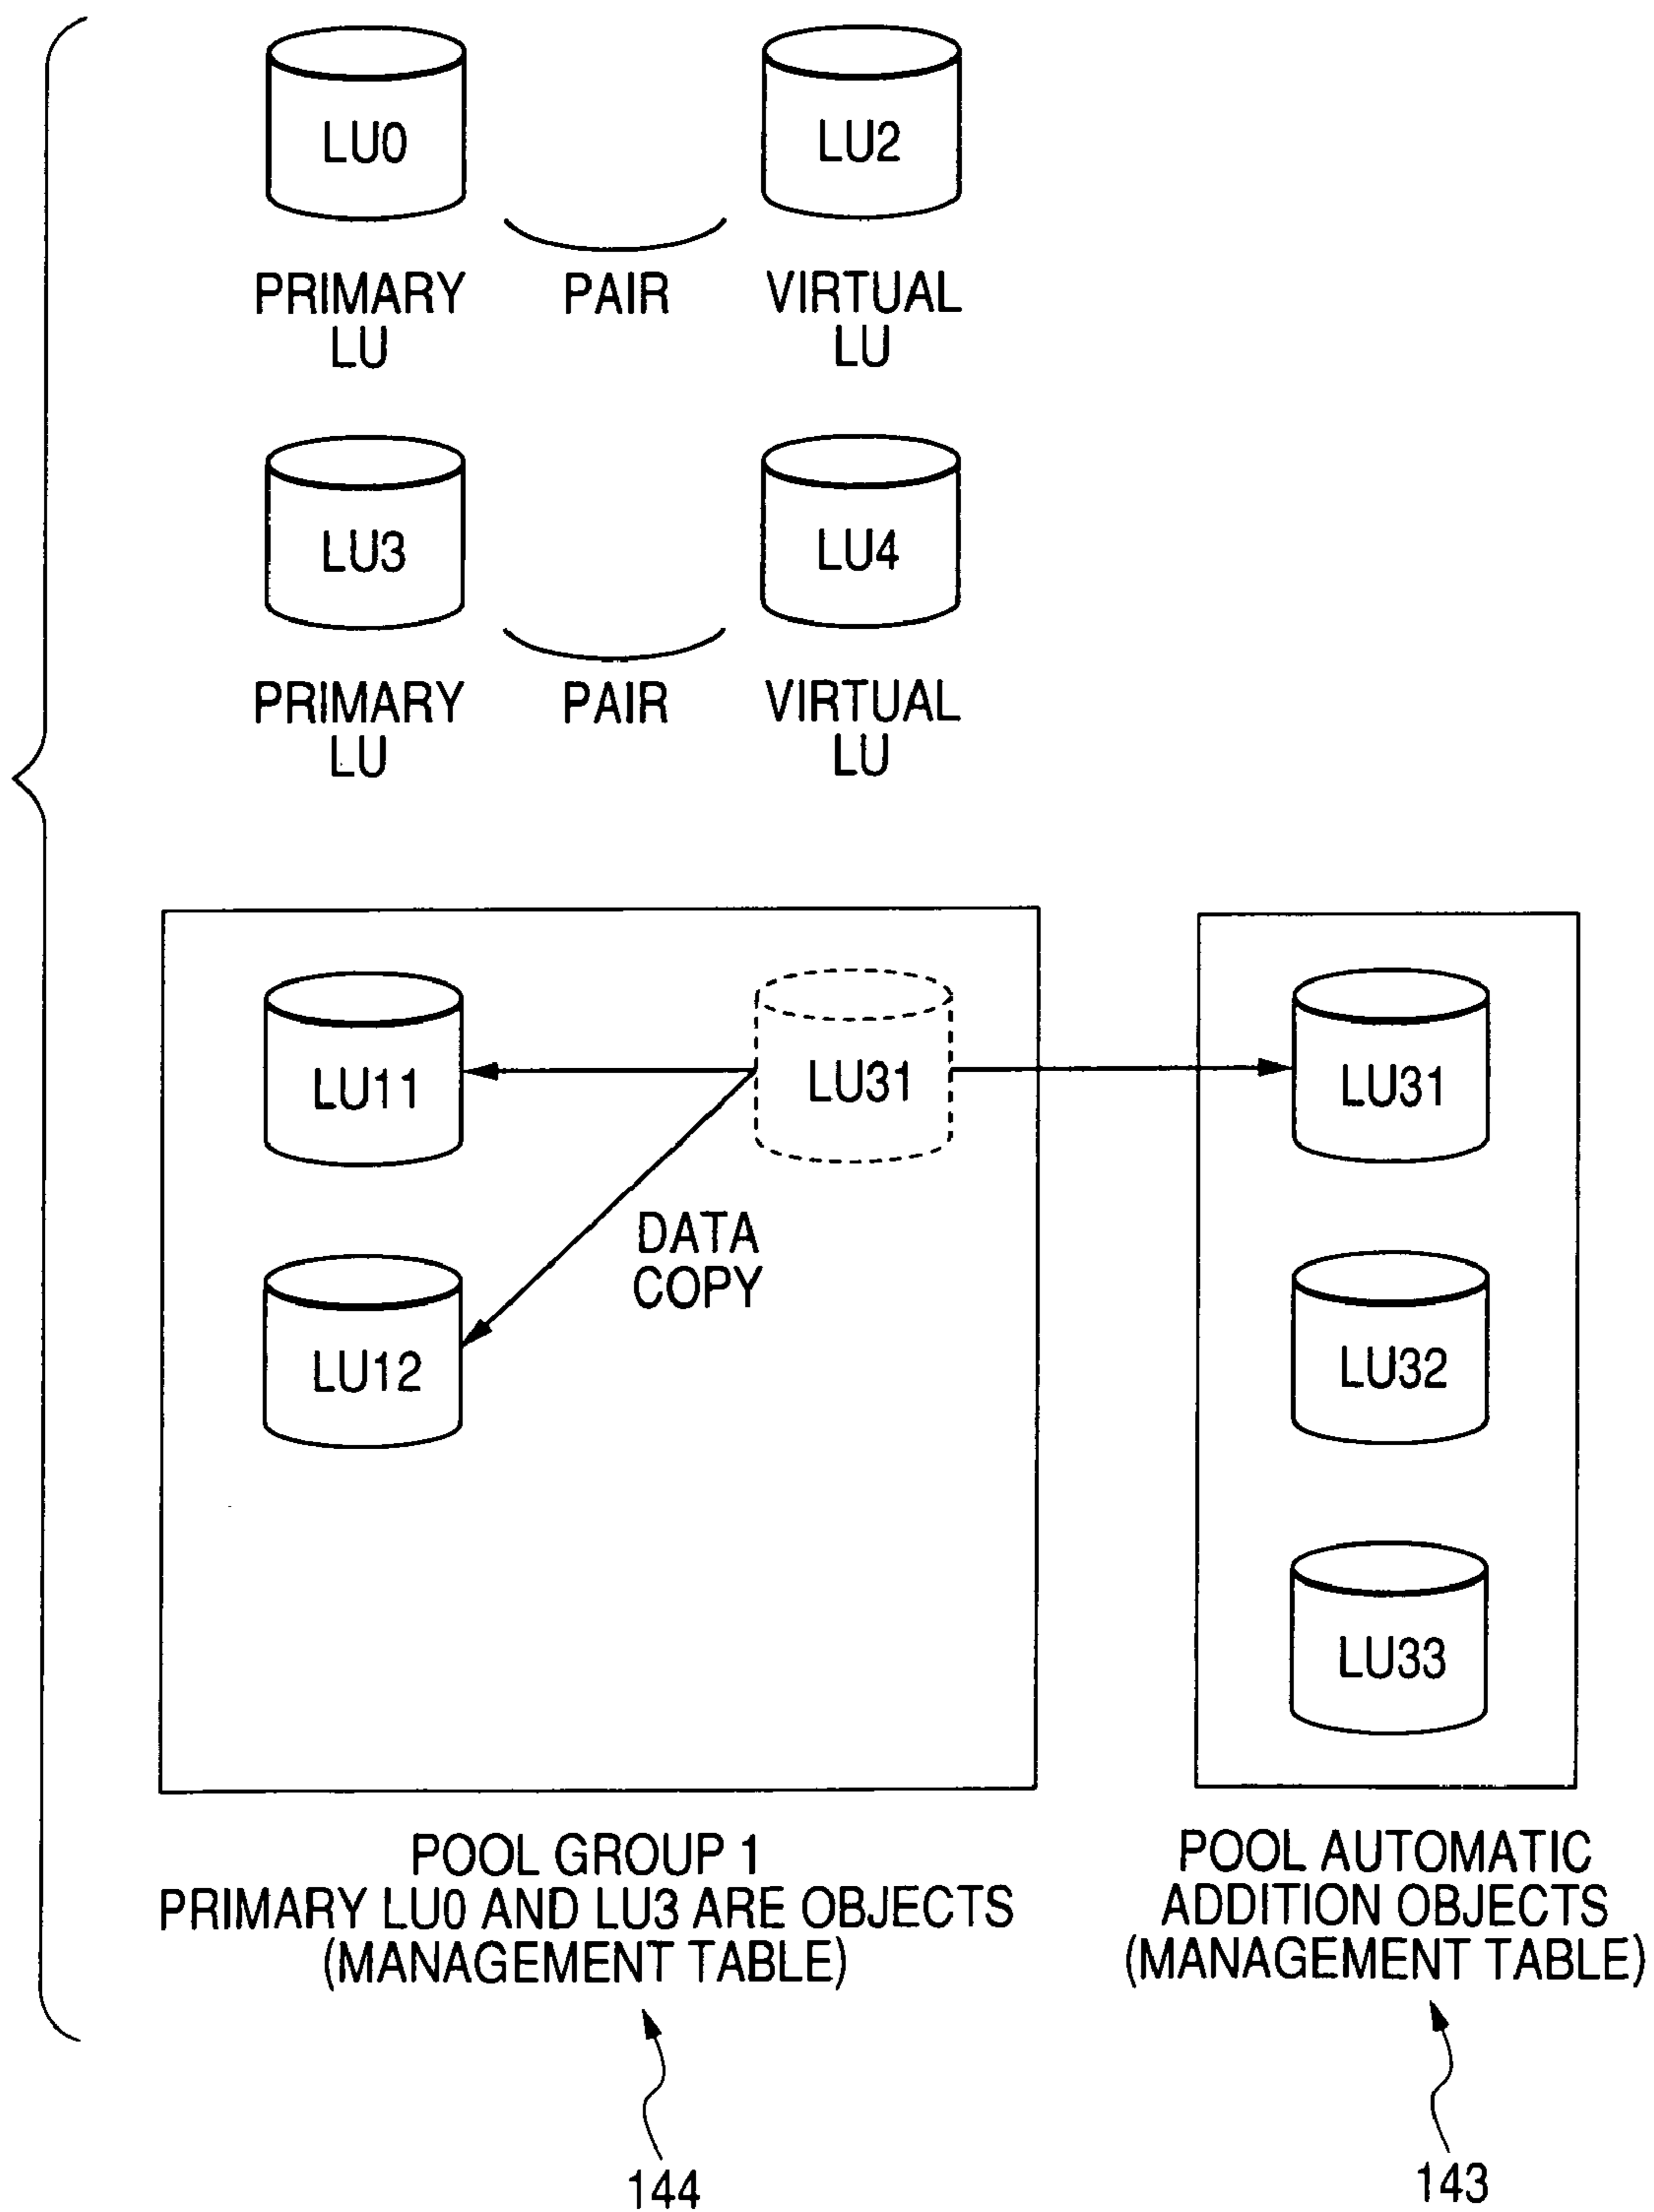 LU0
LU2
PRIMARY
LU
PAIR
VIRTUAL
LU
LU3
LU4
PRIMARY
LU
PAIR
VIRTUAL
LU
LU11
LU31
LU31
DATA
COPY
LU12
LU32
LU33
POOL GROUP 1
PRIMARY LU0 AND LU3 ARE OBJECTS
(MANAGEMENT TABLE)
POOL AUTOMATIC
ADDITION OBJECTS
(MANAGEMENT TABLE)
144
143